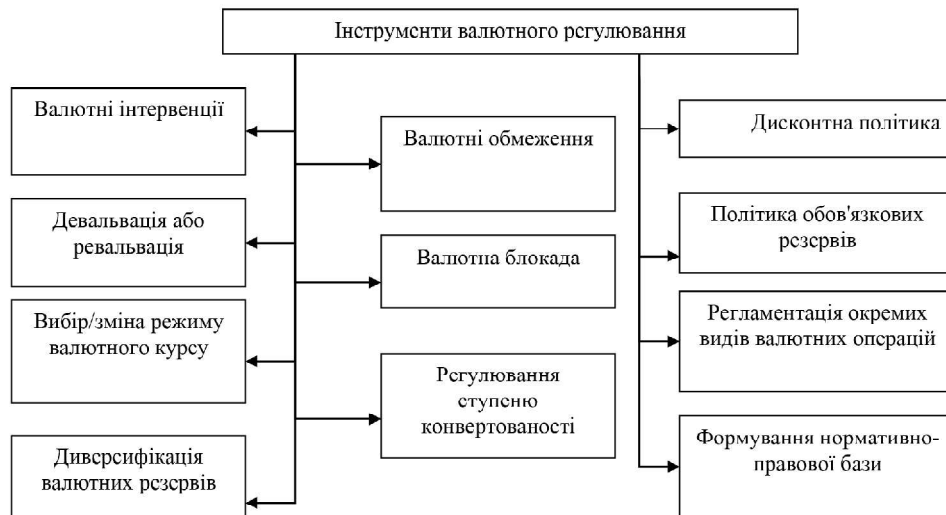 Інструменти валютного регулювання
Валютні інтервенції
Девальвація або
ревальвація
Вибір/зміна режиму
валютного курсу
Диверсифікація
валютних резервів
Валютні обмеження
Валютна блокада
Регулювання
ступеню
конвертованості
Дисконтна політика
Політика обов'язкових
резервів
Регламентація окремих
видів валютних операцій
Формування нормативно-
правової бази